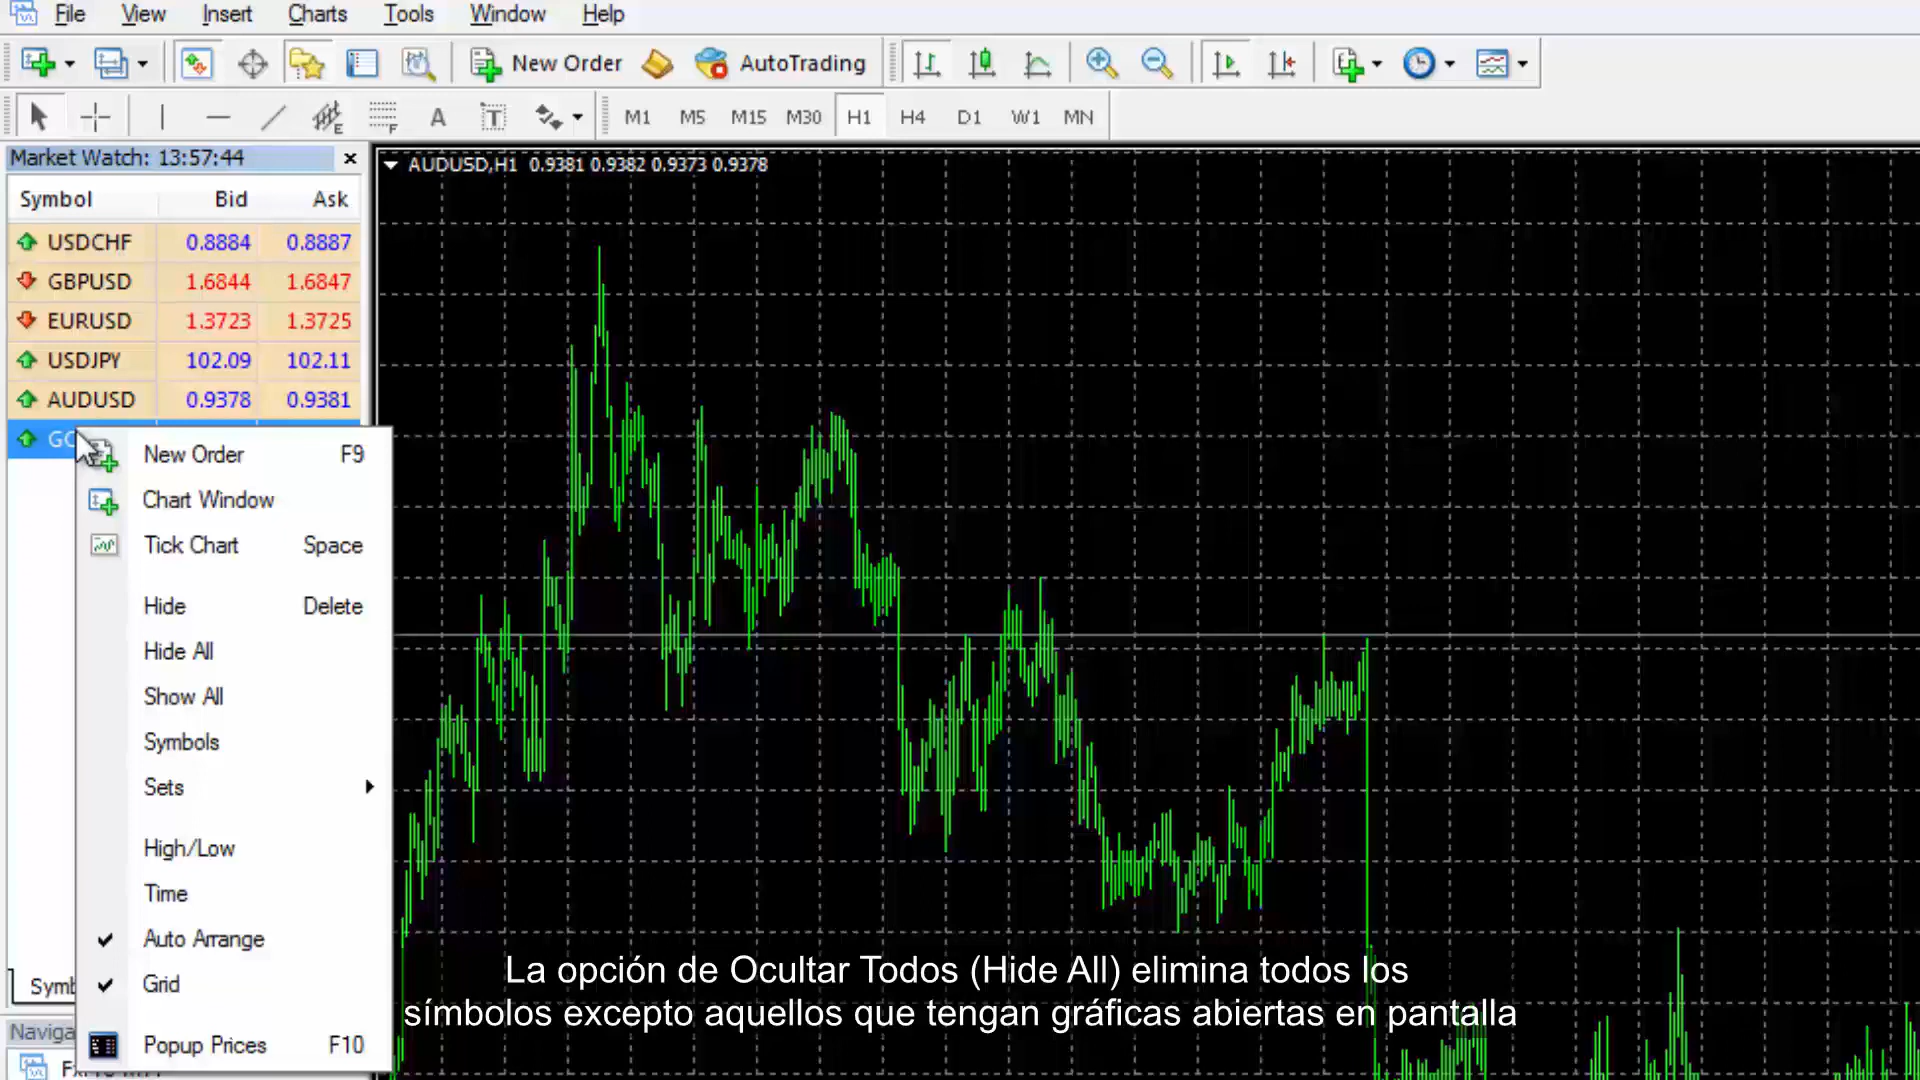 File View Insert Charts Tools Window Help
New Order AutoTrading
E F A T M1 M5 M15 M30 H1 H4 D1 W1 MN
Market Watch: 13:57:44
Symbol Bid Ask
USDCHF 0.8884 0.8887
GBPUSD 1.6844 1.6847
EURUSD 1.3723 1.3725
USDJPY 102.09 102.11
AUDUSD 0.9378 0.9381
AUDUSD,H1 0.9381 0.9382 0.9373 0.9378
New Order F9
Chart Window
Tick Chart Space
Hide Delete
Hide All
Show All
Symbols
Sets
High/Low
Time
Auto Arrange
Grid
Popup Prices F10
La opción de Ocultar Todos (Hide All) elimina todos los
símbolos excepto aquellos que tengan gráficas abiertas en pantalla